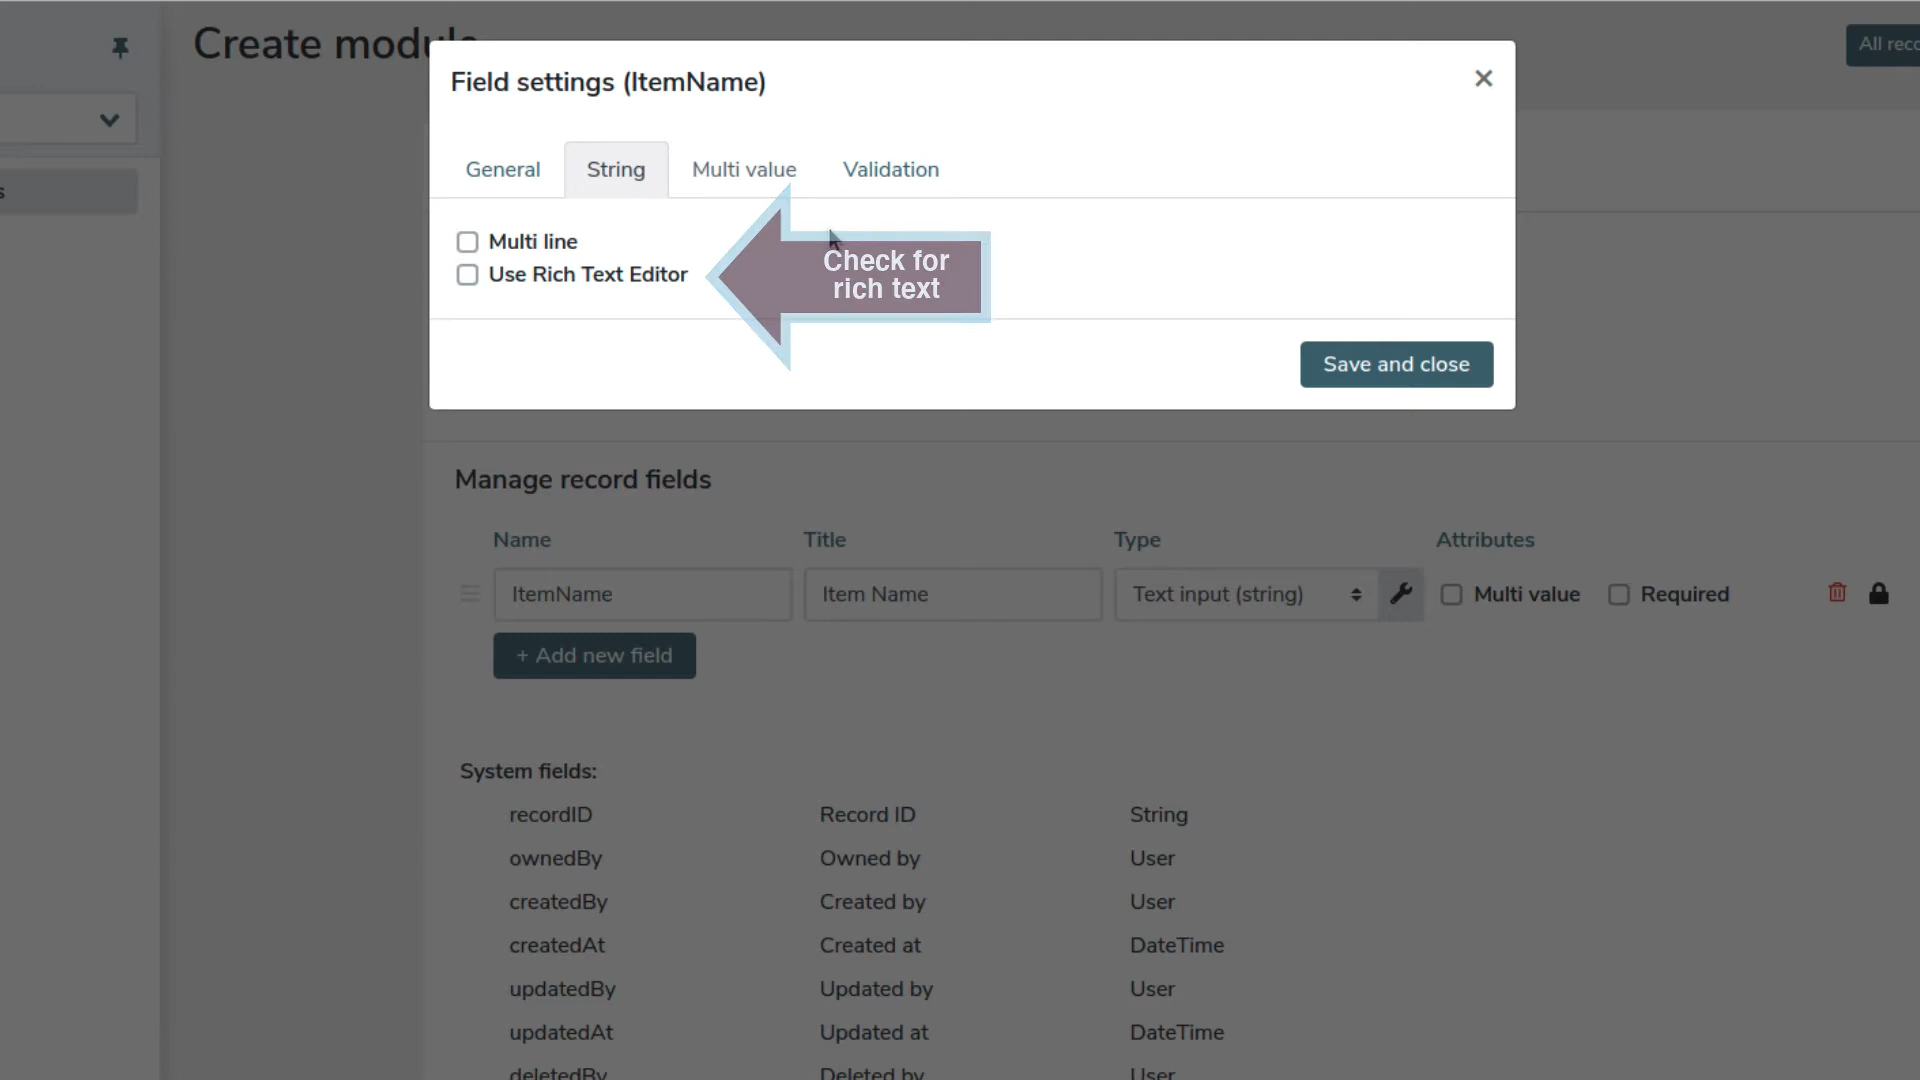 Create module
All reco
Field settings (ItemName)
General String Multi value Validation
Multi line
Use Rich Text Editor
Check for
rich text
Save and close
Manage record fields
Name Title Type Attributes
ItemName Item Name Text input (string) Multi value Required
+ Add new field
System fields:
recordID Record ID String
ownedBy Owned by User
createdBy Created by User
createdAt Created at DateTime
updatedBy Updated by User
updatedAt Updated at DateTime
deletedBy Deleted by User